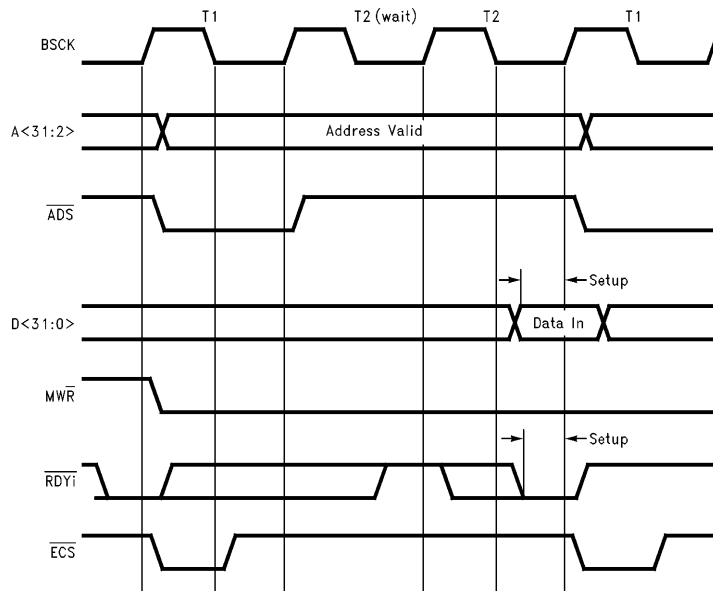 T1 T2 (wait) T2 T1
BSCK
A<31:2> Address Valid
ADS
Setup
D<31:0> Data In
MWR
Setup
RDYi
ECS